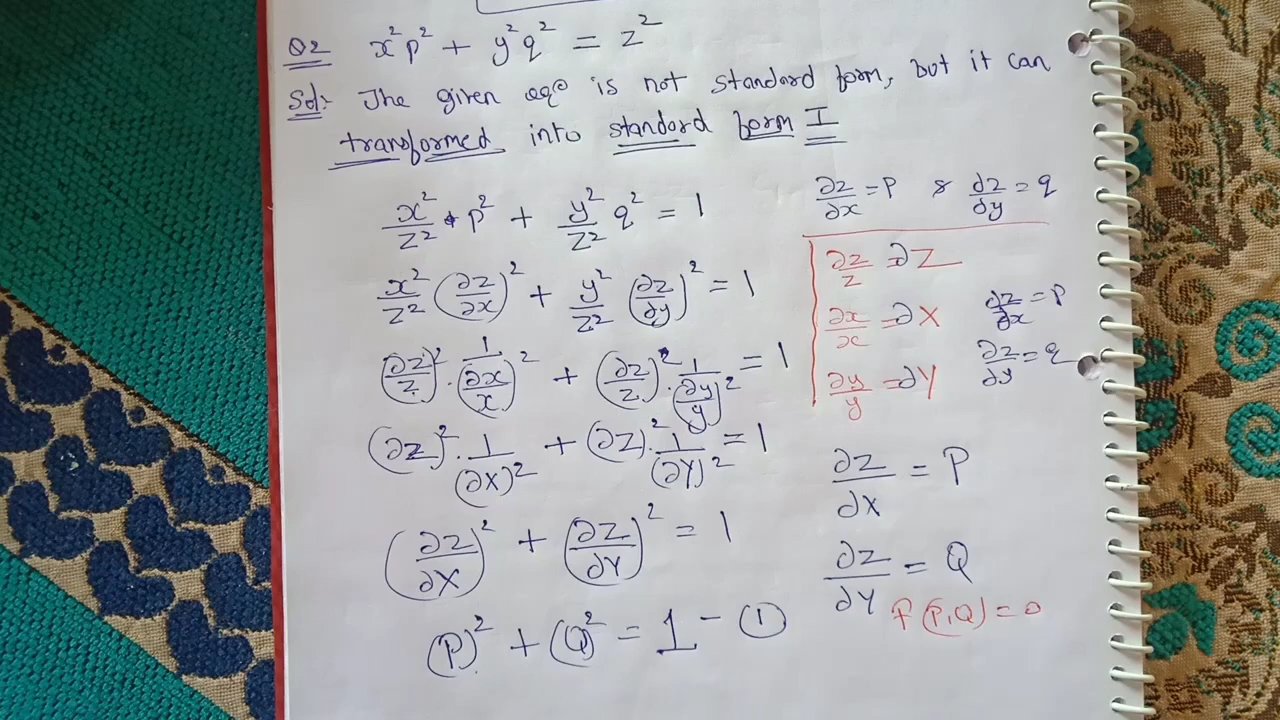 Q2 x²p² + y²q² = z²
Sol:- The given eqⁿ is not standard form, but it can
transformed into standard form I
x²/z² • p² + y²/z² q² = 1
∂z/∂x = P & ∂z/∂y = q
x²/z² (∂z/∂x)² + y²/z² (∂z/∂y)² = 1
∂z/z = ∂Z
∂x/x = ∂X
∂y/y = ∂Y
∂z/∂x = P
∂z/∂y = q
(∂z/z)² · 1/(∂x/x)² + (∂z/z)² · 1/(∂y/y)² = 1
(∂Z)² · 1/(∂X)² + (∂Z)² · 1/(∂Y)² = 1
∂Z/∂X = P
(∂Z/∂X)² + (∂Z/∂Y)² = 1
∂Z/∂Y = Q
F(P,Q) = 0
(P)² + (Q)² = 1 - ①